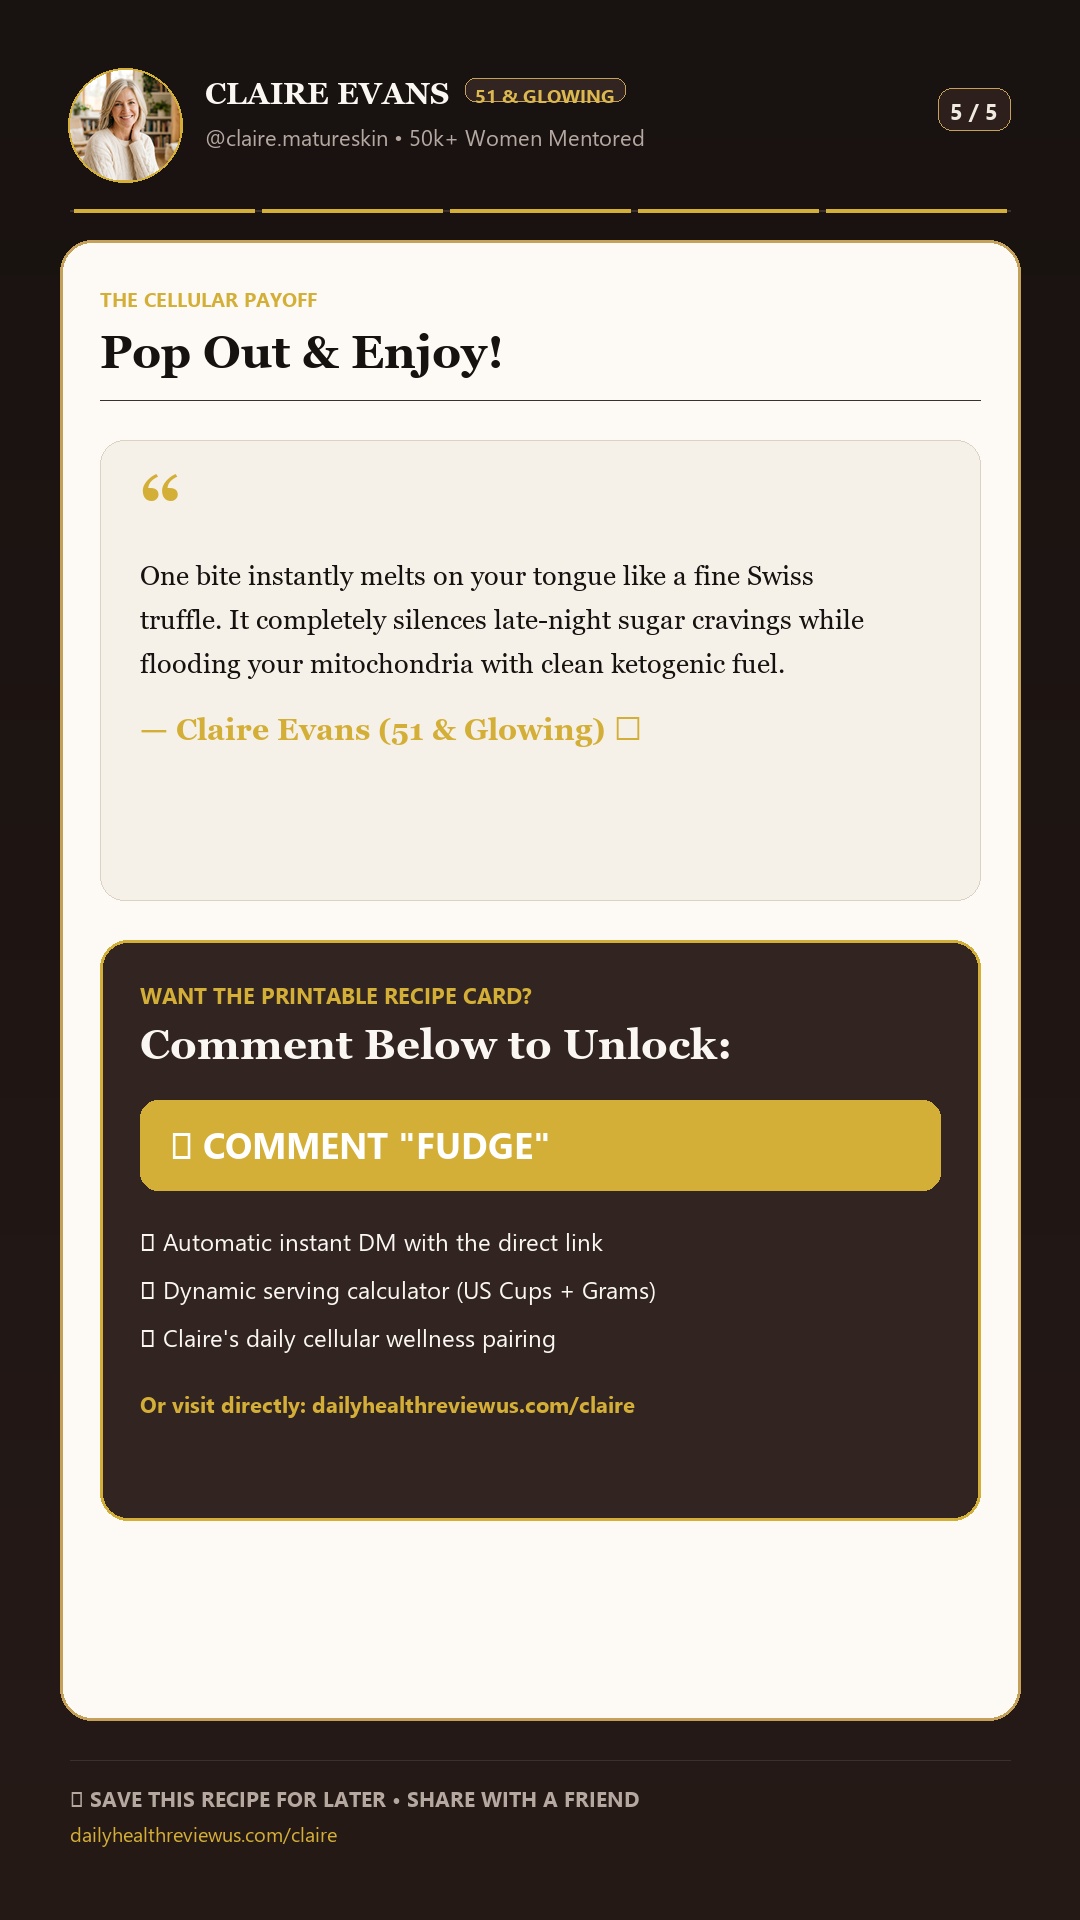 CLAIRE EVANS 51 & GLOWING
@claire.matureskin • 50k+ Women Mentored
5 / 5
THE CELLULAR PAYOFF
Pop Out & Enjoy!
“
One bite instantly melts on your tongue like a fine Swiss
truffle. It completely silences late-night sugar cravings while
flooding your mitochondria with clean ketogenic fuel.
— Claire Evans (51 & Glowing) □
WANT THE PRINTABLE RECIPE CARD?
Comment Below to Unlock:
▯ COMMENT "FUDGE"
▯ Automatic instant DM with the direct link
▯ Dynamic serving calculator (US Cups + Grams)
▯ Claire's daily cellular wellness pairing
Or visit directly: dailyhealthreviewus.com/claire
▯ SAVE THIS RECIPE FOR LATER • SHARE WITH A FRIEND
dailyhealthreviewus.com/claire